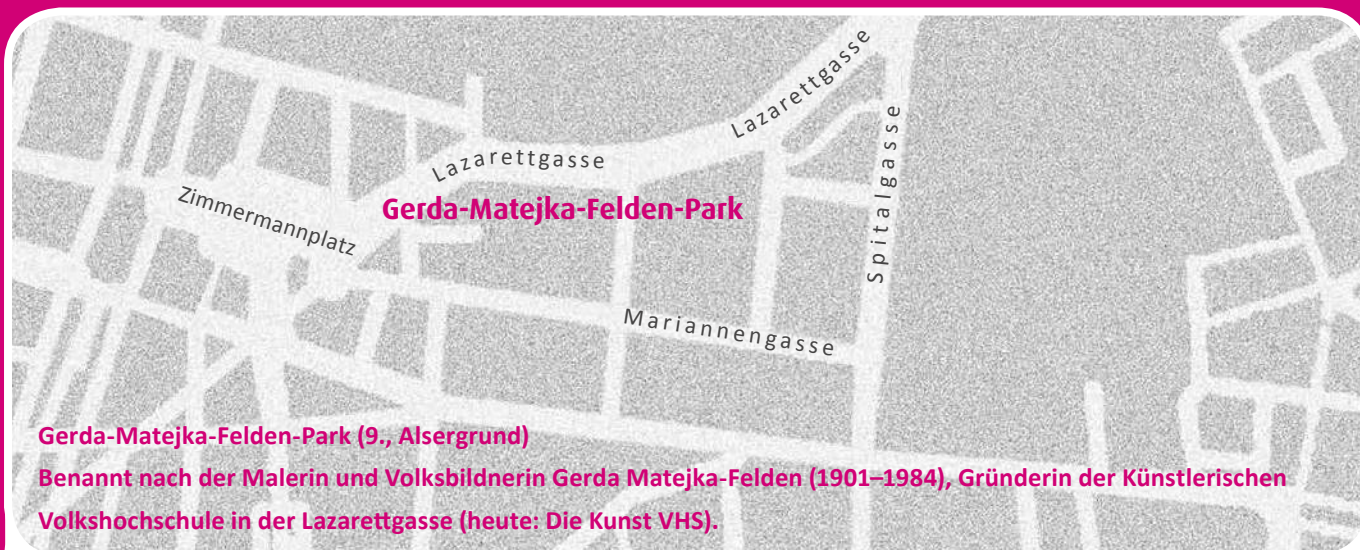 Lazarettgasse
Lazarettgasse
Spitalgasse
Zimmermannplatz
Gerda-Matejka-Felden-Park
Mariannengasse
Gerda-Matejka-Felden-Park (9., Alsergrund)
Benannt nach der Malerin und Volksbildnerin Gerda Matejka-Felden (1901–1984), Gründerin der Künstlerischen
Volkshochschule in der Lazarettgasse (heute: Die Kunst VHS).